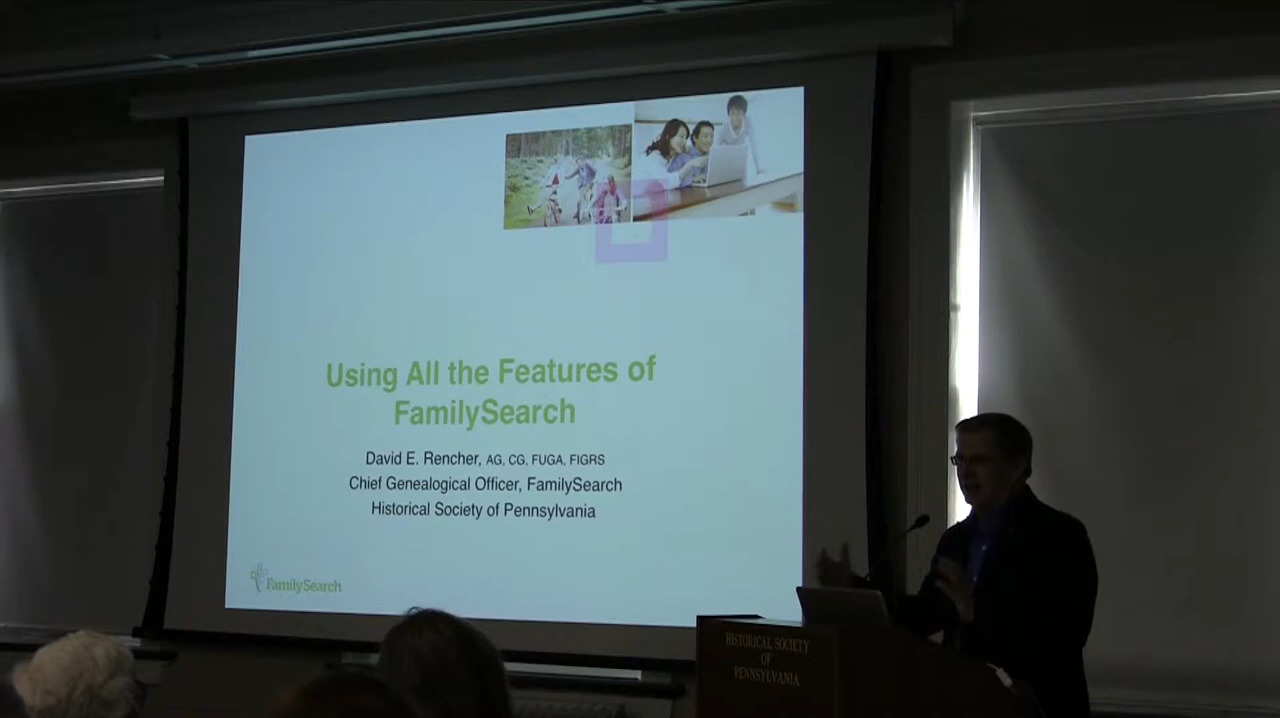 Using All the Features of
FamilySearch
David E. Rencher, AG, CG, FUGA, FIGRS
Chief Genealogical Officer, FamilySearch
Historical Society of Pennsylvania
FamilySearch
HISTORICAL SOCIETY
OF
PENNSYLVANIA